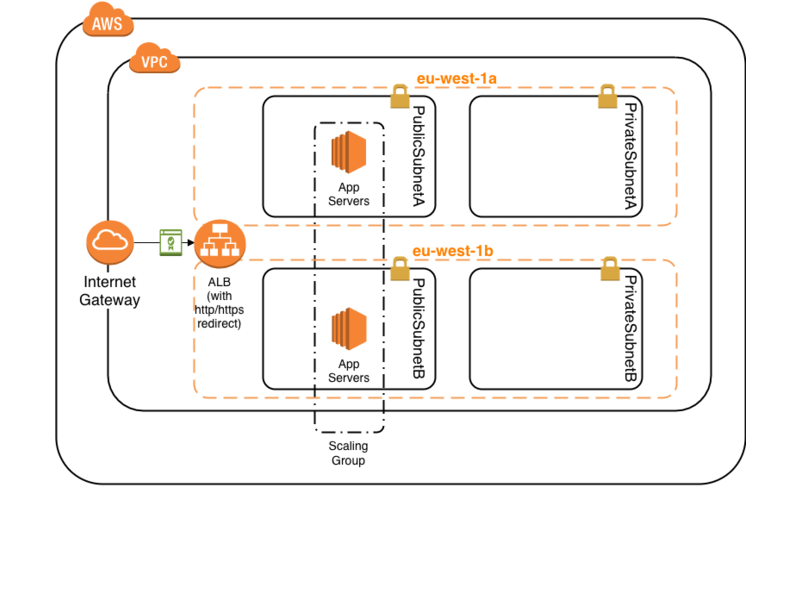 AWS
VPC
eu-west-1a
PublicSubnetA
PrivateSubnetA
App
Servers
Internet
Gateway
ALB
(with
http/https
redirect)
eu-west-1b
PublicSubnetB
PrivateSubnetB
App
Servers
Scaling
Group